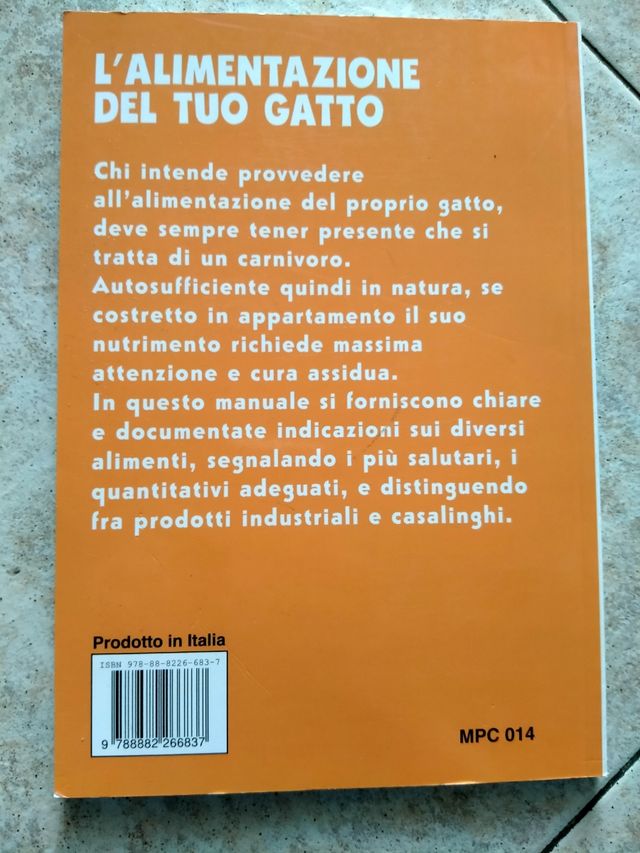 L'ALIMENTAZIONE
DEL TUO GATTO
Chi intende provvedere
all'alimentazione del proprio gatto,
deve sempre tener presente che si
tratta di un carnivoro.
Autosufficiente quindi in natura, se
costretto in appartamento il suo
nutrimento richiede massima
attenzione e cura assidua.
In questo manuale si forniscono chiare
e documentate indicazioni sui diversi
alimenti, segnalando i più salutari, i
quantitativi adeguati, e distinguendo
fra prodotti industriali e casalinghi.
Prodotto in Italia
ISBN 978-88-8226-683-7
9 788882 266837
MPC 014